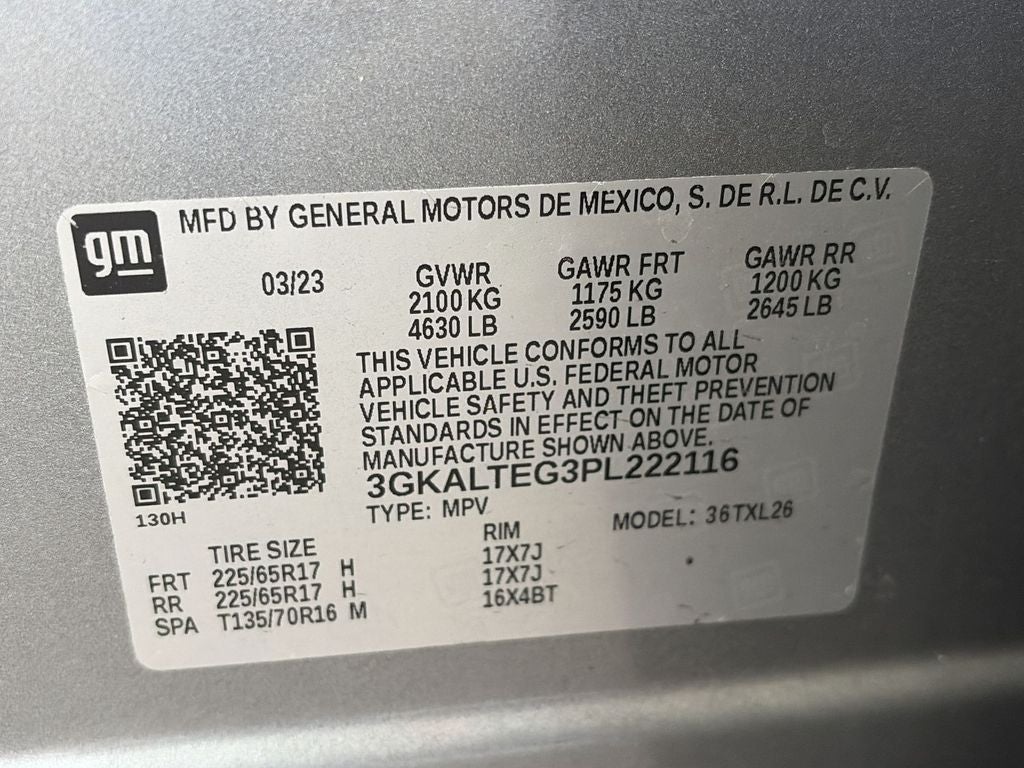 gm
MFD BY GENERAL MOTORS DE MEXICO, S. DE R.L. DE C.V.
03/23 GVWR GAWR FRT GAWR RR
2100 KG 1175 KG 1200 KG
4630 LB 2590 LB 2645 LB
THIS VEHICLE CONFORMS TO ALL
APPLICABLE U.S. FEDERAL MOTOR
VEHICLE SAFETY AND THEFT PREVENTION
STANDARDS IN EFFECT ON THE DATE OF
MANUFACTURE SHOWN ABOVE.
3GKALTEG3PL222116
130H
TYPE: MPV MODEL: 36TXL26
TIRE SIZE RIM
FRT 225/65R17 H 17X7J
RR 225/65R17 H 17X7J
SPA T135/70R16 M 16X4BT